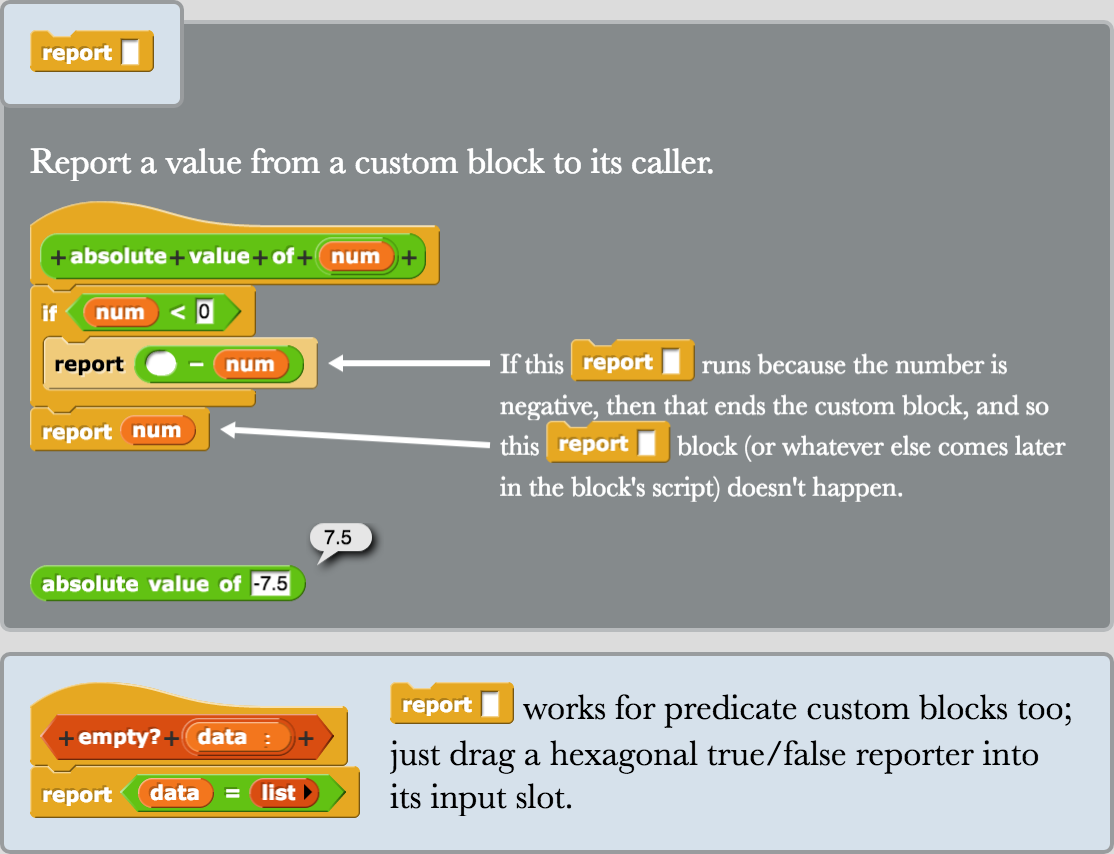 report
Report a value from a custom block to its caller.
+ absolute + value + of + num +
if num < 0
report − num
If this report runs because the number is
negative, then that ends the custom block, and so
report num
this report block (or whatever else comes later
in the block's script) doesn't happen.
7.5
absolute value of -7.5
+ empty? + data : +
report data = list
report works for predicate custom blocks too;
just drag a hexagonal true/false reporter into
its input slot.